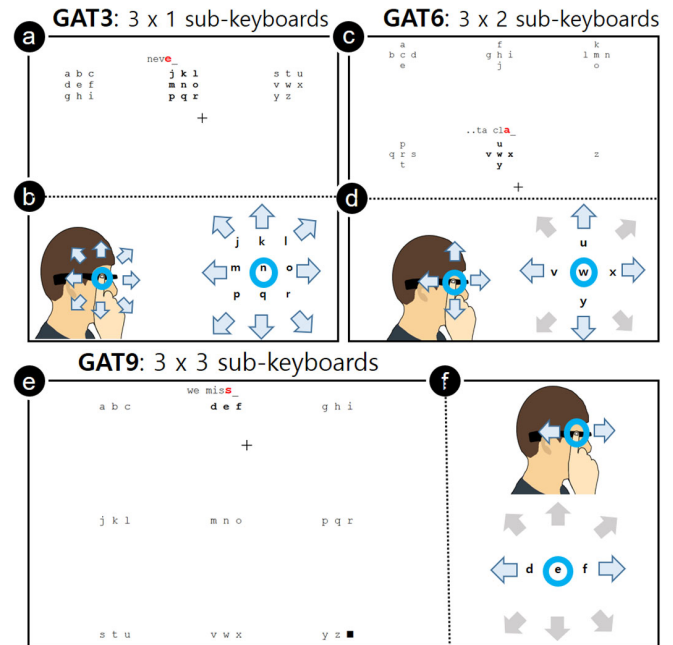 GAT3: 3 x 1 sub-keyboards
a
neve_
a b c
d e f
g h i
j k l
m n o
p q r
s t u
v w x
y z
+
b
j k l
m n o
p q r
GAT6: 3 x 2 sub-keyboards
c
a
b c d
e
f
g h i
j
k
l m n
o
..ta cla_
p
q r s
t
u
v w x
y
z
+
d
u
v w x
y
GAT9: 3 x 3 sub-keyboards
e
we miss_
a b c
d e f
g h i
+
j k l
m n o
p q r
s t u
v w x
y z ■
f
d e f